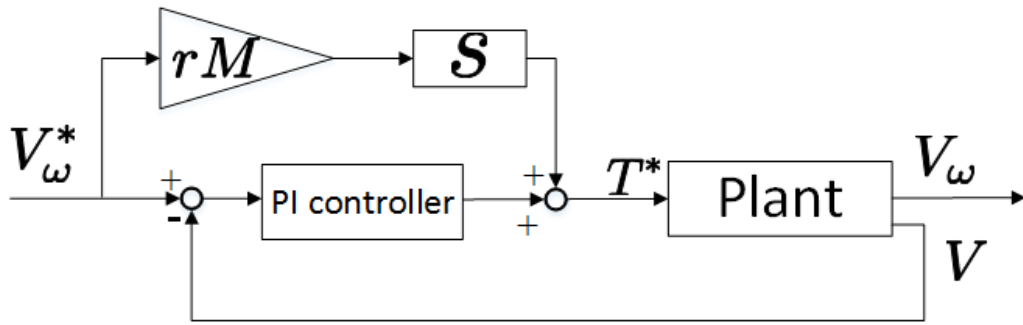 rM
S
V*ω
+
-
PI controller
+
+
T*
Plant
Vω
V